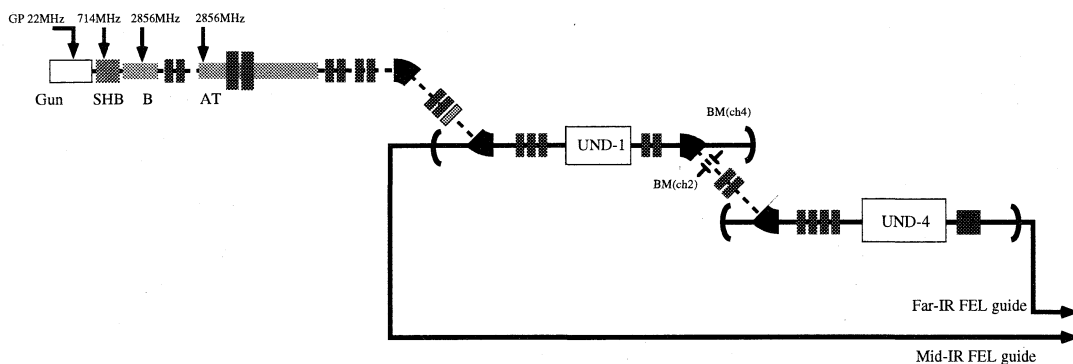 GP 22MHz 714MHz 2856MHz 2856MHz
Gun SHB B AT
BM(ch4)
UND-1
BM(ch2)
UND-4
Far-IR FEL guide
Mid-IR FEL guide